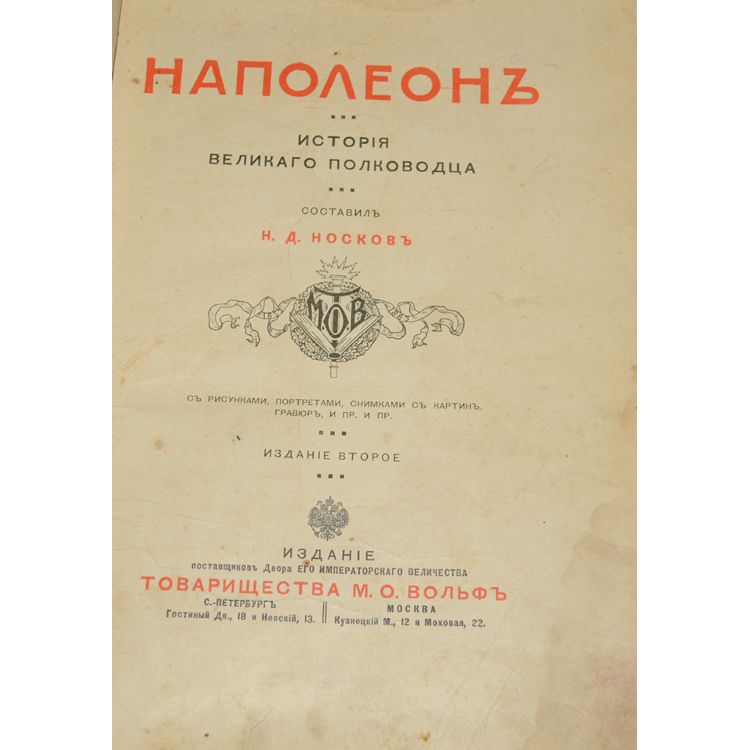 НАПОЛЕОНЪ
ИСТОРІЯ
ВЕЛИКАГО ПОЛКОВОДЦА
СОСТАВИЛЪ
Н. Д. НОСКОВЪ
М.О.В
СЪ РИСУНКАМИ, ПОРТРЕТАМИ, СНИМКАМИ СЪ КАРТИНЪ,
ГРАВЮРЪ, И ПР. И ПР.
ИЗДАНІЕ ВТОРОЕ
ИЗДАНІЕ
поставщиковъ Двора ЕГО ИМПЕРАТОРСКАГО ВЕЛИЧЕСТВА
ТОВАРИЩЕСТВА М. О. ВОЛЬФЪ
С.-ПЕТЕРБУРГЪ
Гостиный Дв., 18 и Невскій, 13.
МОСКВА
Кузнецкій М., 12 и Моховая, 22.